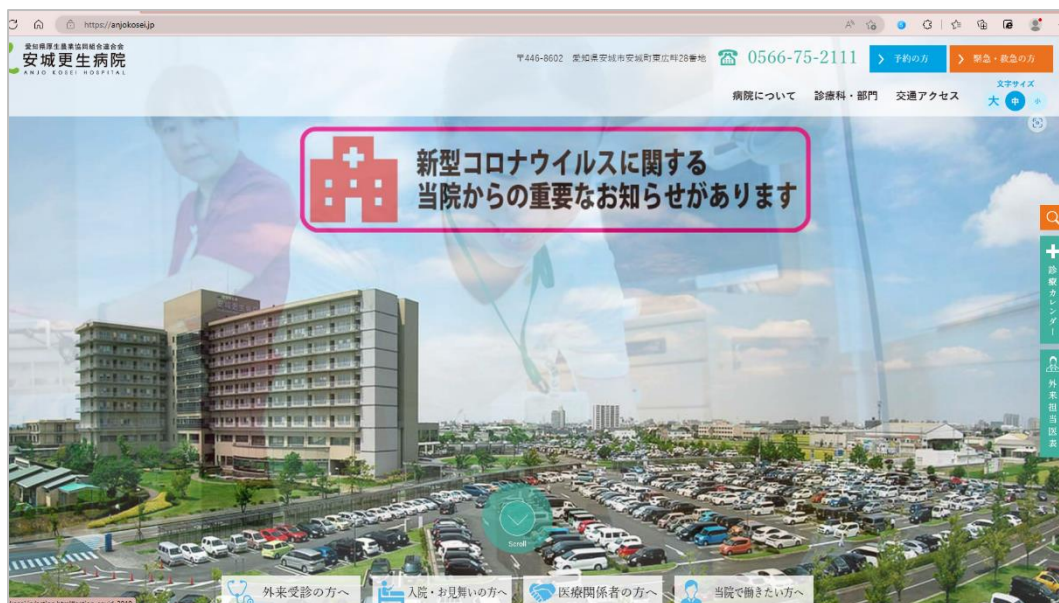 https://anjokosei.jp
愛知県厚生農業協同組合連合会
安城更生病院
ANJO KOSEI HOSPITAL
〒446-8602 愛知県安城市安城町東広畔28番地
0566-75-2111
予約の方
緊急・救急の方
病院について
診療科・部門
交通アクセス
文字サイズ
大 中 小
新型コロナウイルスに関する
当院からの重要なお知らせがあります
診療カレンダー
外来担当医表
Scroll
外来受診の方へ
入院・お見舞いの方へ
医療関係者の方へ
当院で働きたい方へ